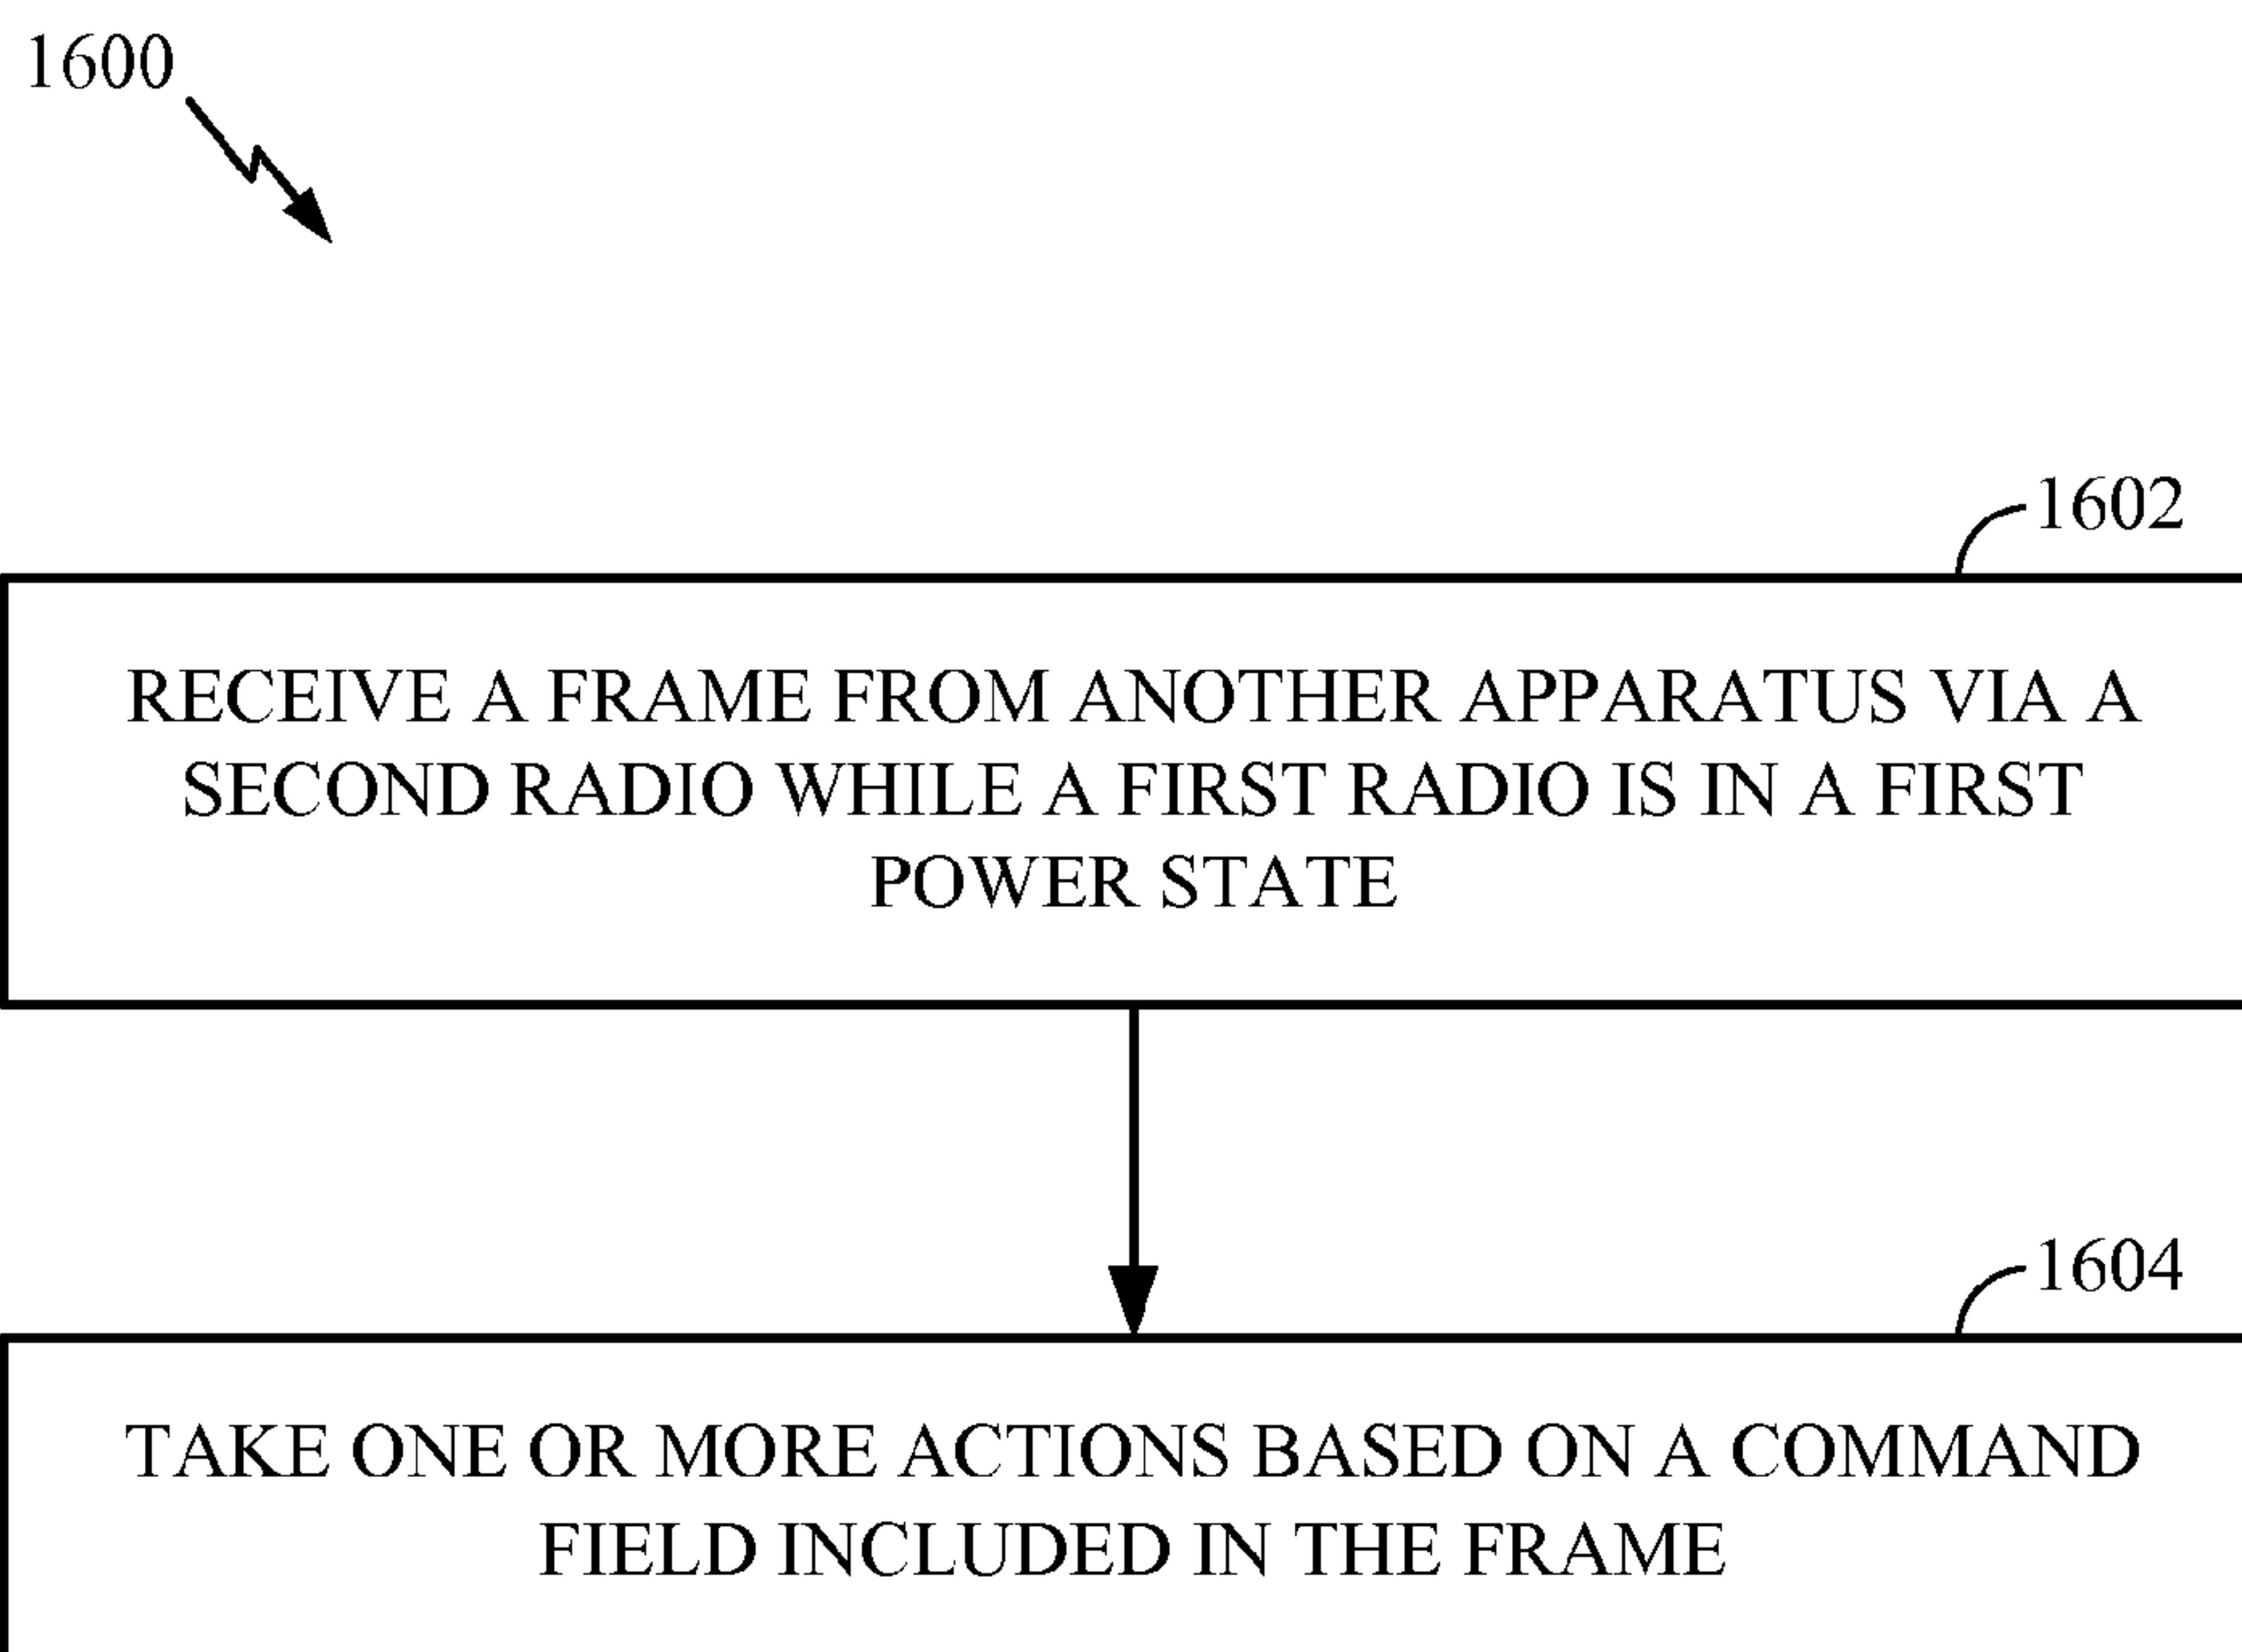 1600
1602
RECEIVE A FRAME FROM ANOTHER APPARATUS VIA A
SECOND RADIO WHILE A FIRST RADIO IS IN A FIRST
POWER STATE
1604
TAKE ONE OR MORE ACTIONS BASED ON A COMMAND
FIELD INCLUDED IN THE FRAME